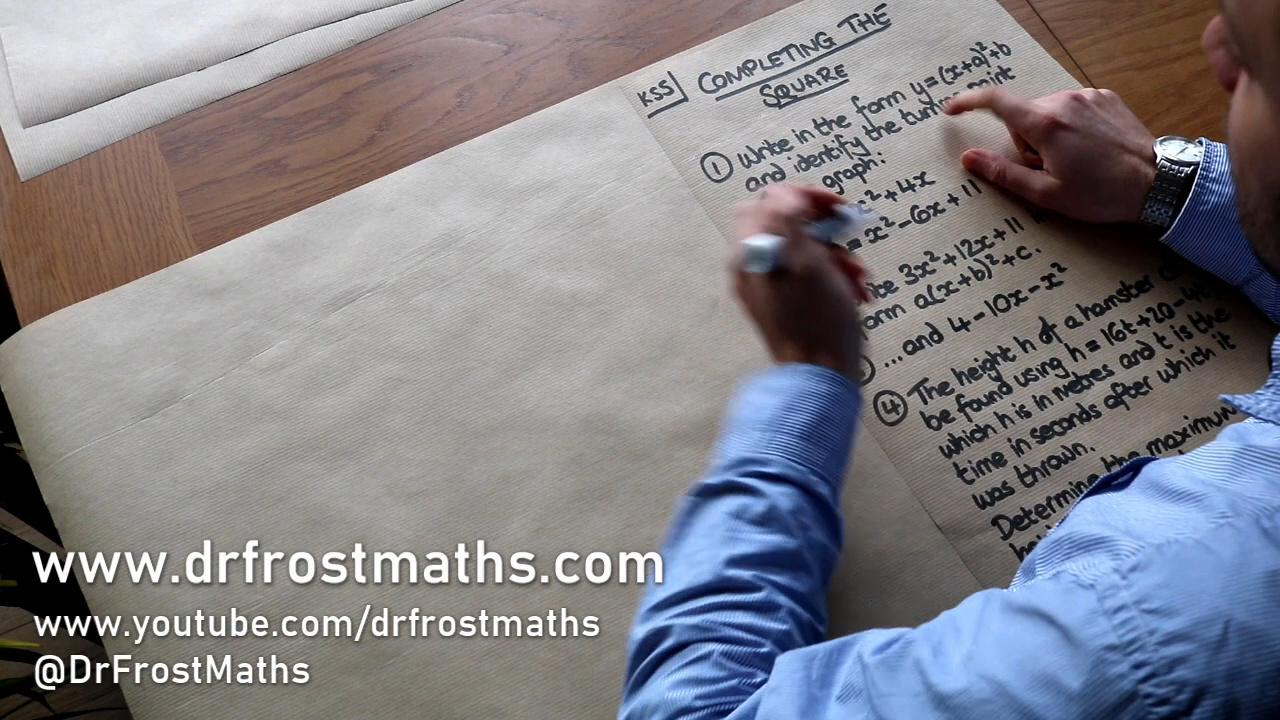 KS5 COMPLETING THE
SQUARE
① Write in the form y=(x+a)²+b
and identify the turning point
graph:
x²+4x
= x²-6x+11
3x²+12x+11
form a(x+b)²+c.
...and 4-10x-x²
④ The height h of a hamster
be found using h=16t+20-4t
which h is in metres and t is the
time in seconds after which it
was thrown.
Determine the maximum
www.drfrostmaths.com
www.youtube.com/drfrostmaths
@DrFrostMaths